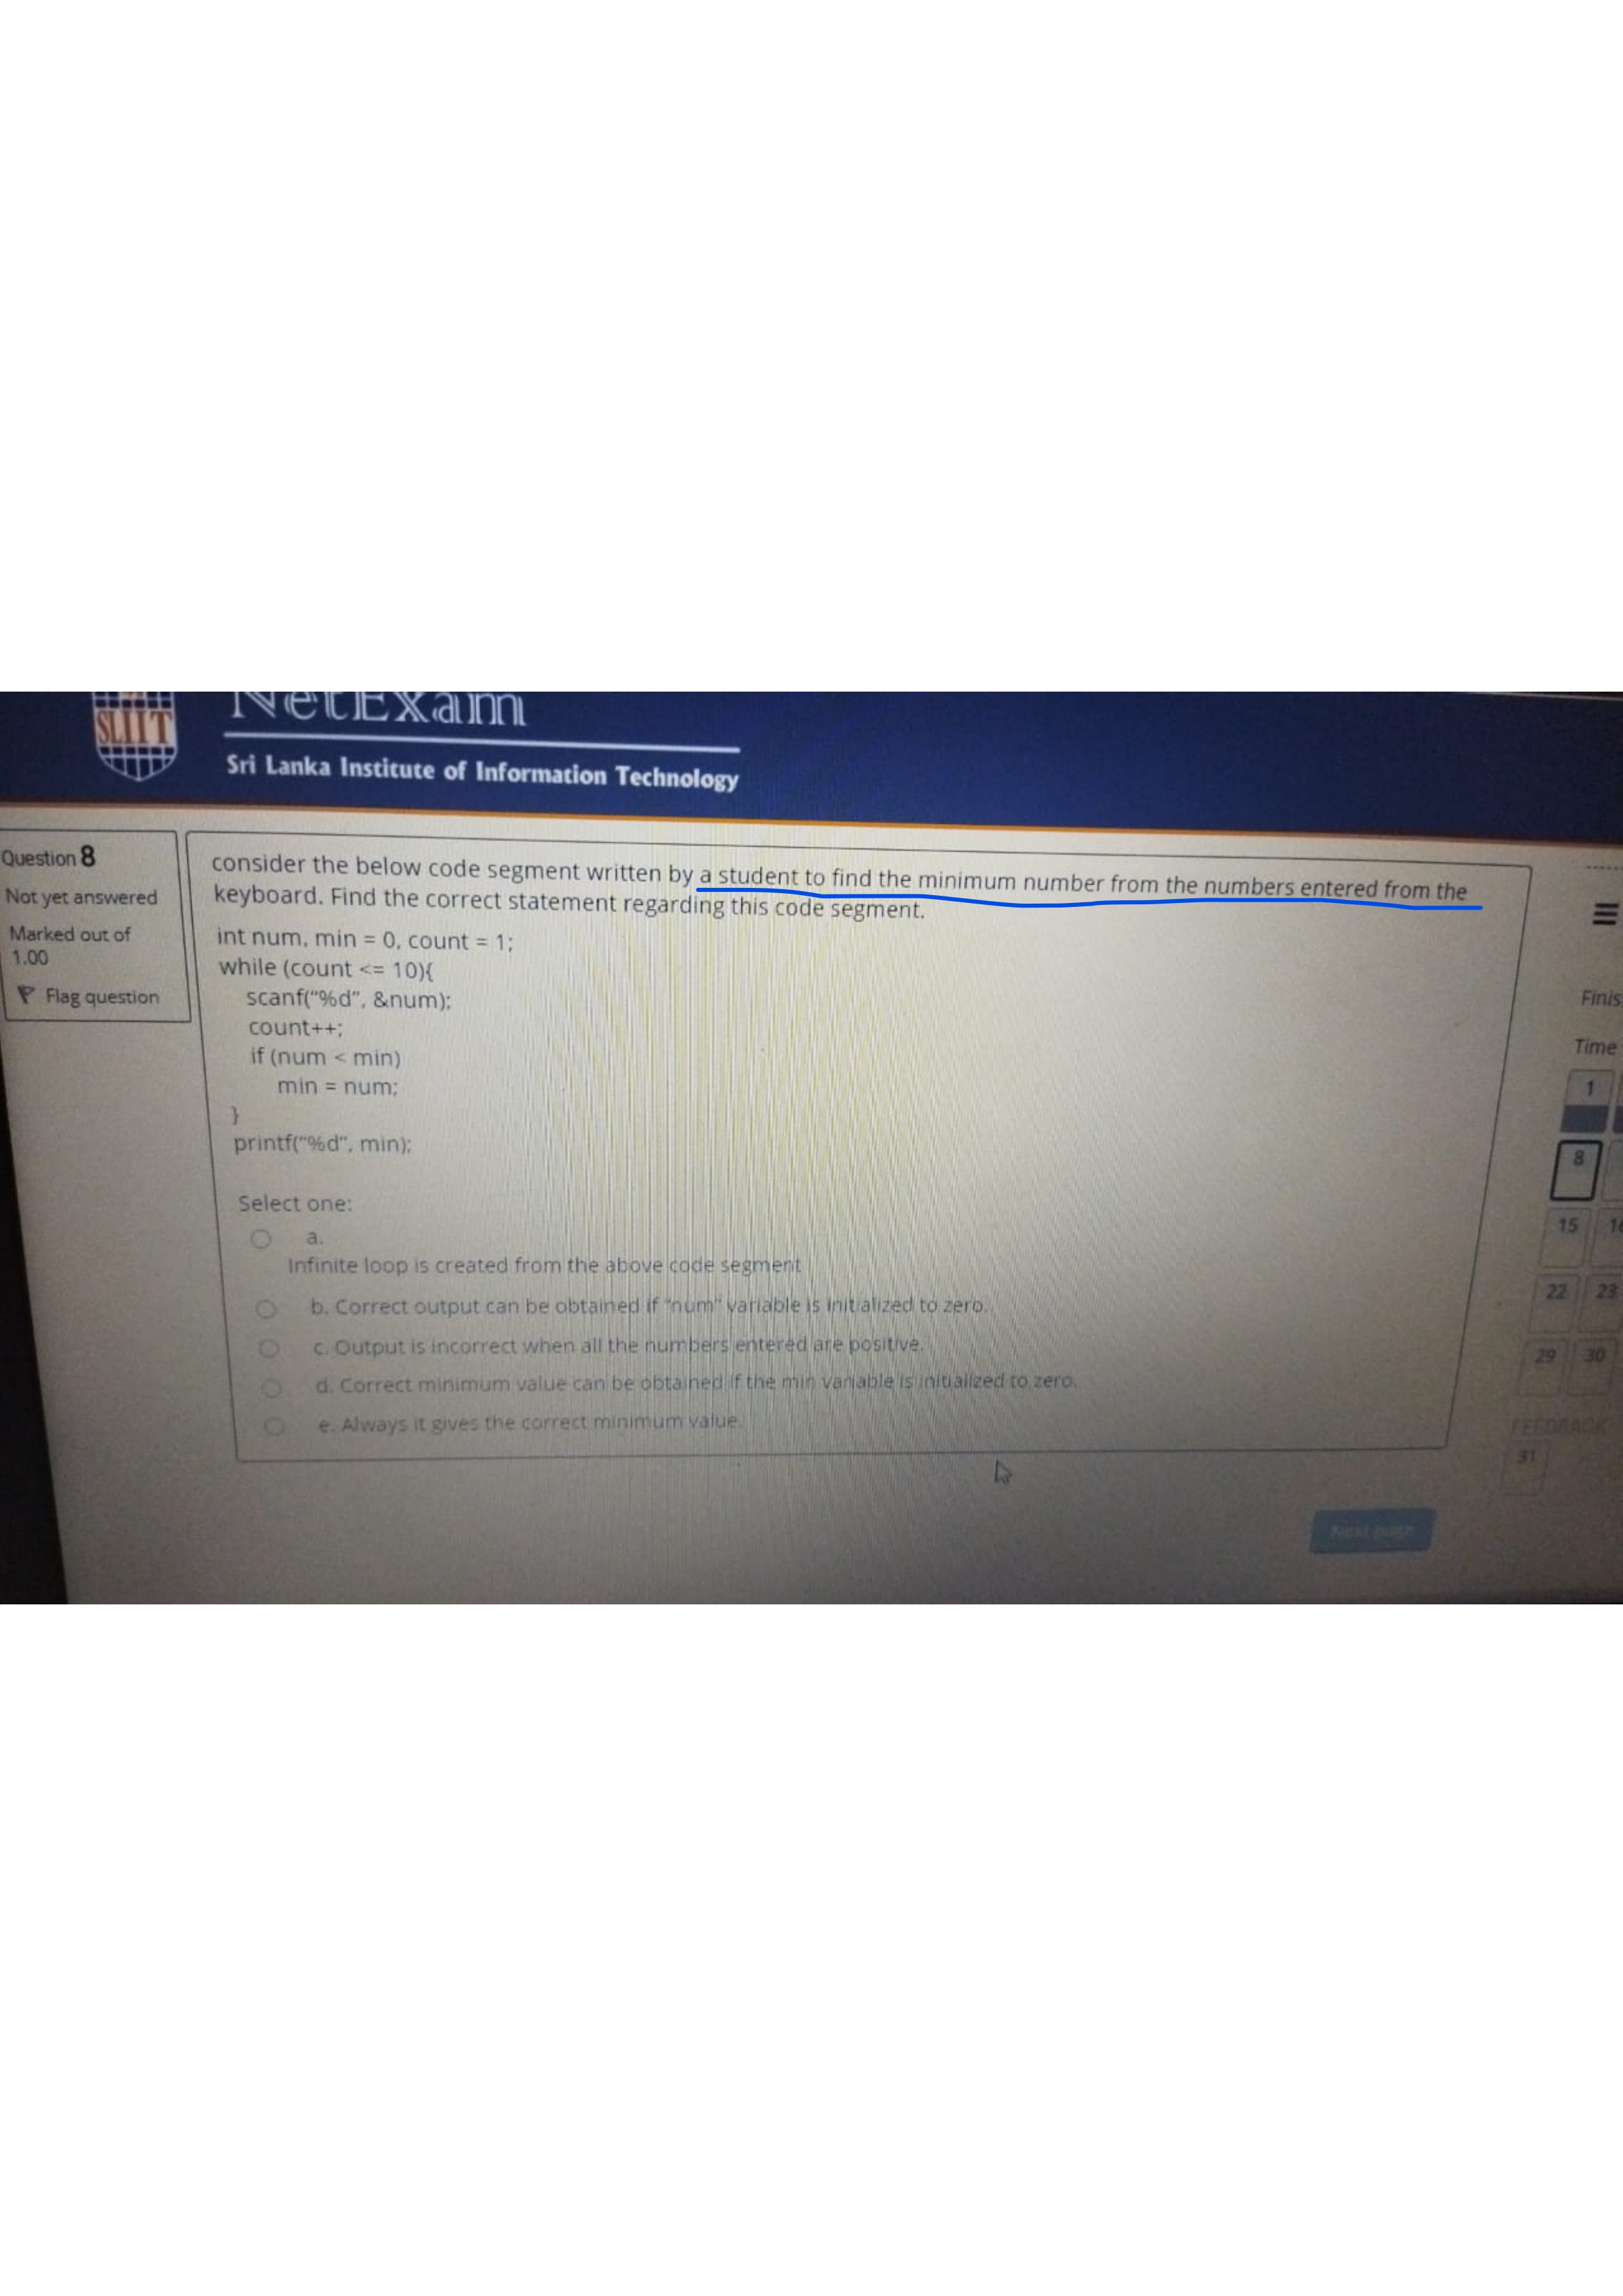 SLIIT
NetExam
Sri Lanka Institute of Information Technology
Question 8
Not yet answered
Marked out of
1.00
Flag question
consider the below code segment written by a student to find the minimum number from the numbers entered from the
keyboard. Find the correct statement regarding this code segment.
int num, min = 0, count = 1;
while (count <= 10){
scanf("%d", &num);
count++;
if (num < min)
min = num;
}
printf("%d", min);
Select one:
a.
Infinite loop is created from the above code segment
b. Correct output can be obtained if "num" variable is initialized to zero.
c. Output is incorrect when all the numbers entered are positive.
d. Correct minimum value can be obtained if the min variable is initialized to zero.
e. Always it gives the correct minimum value.
Finis
Time
1
8
15
22 23
29 30
FEEDBACK
31
Next page